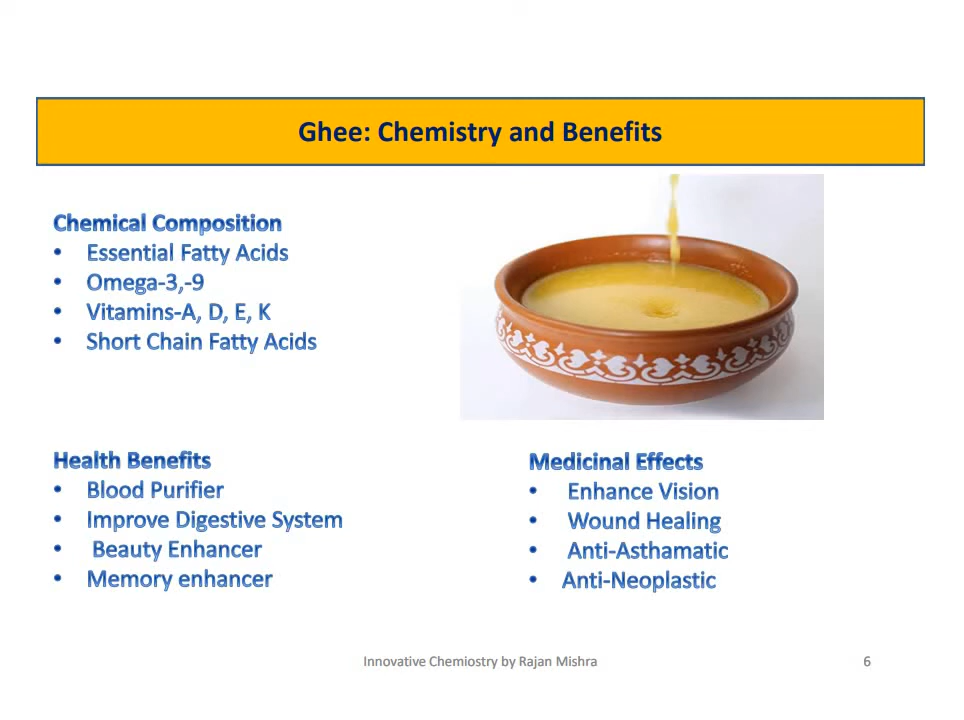 Ghee: Chemistry and Benefits
Chemical Composition
• Essential Fatty Acids
• Omega-3,-9
• Vitamins-A, D, E, K
• Short Chain Fatty Acids
Health Benefits
• Blood Purifier
• Improve Digestive System
• Beauty Enhancer
• Memory enhancer
Medicinal Effects
• Enhance Vision
• Wound Healing
• Anti-Asthamatic
• Anti-Neoplastic
Innovative Chemiostry by Rajan Mishra
6